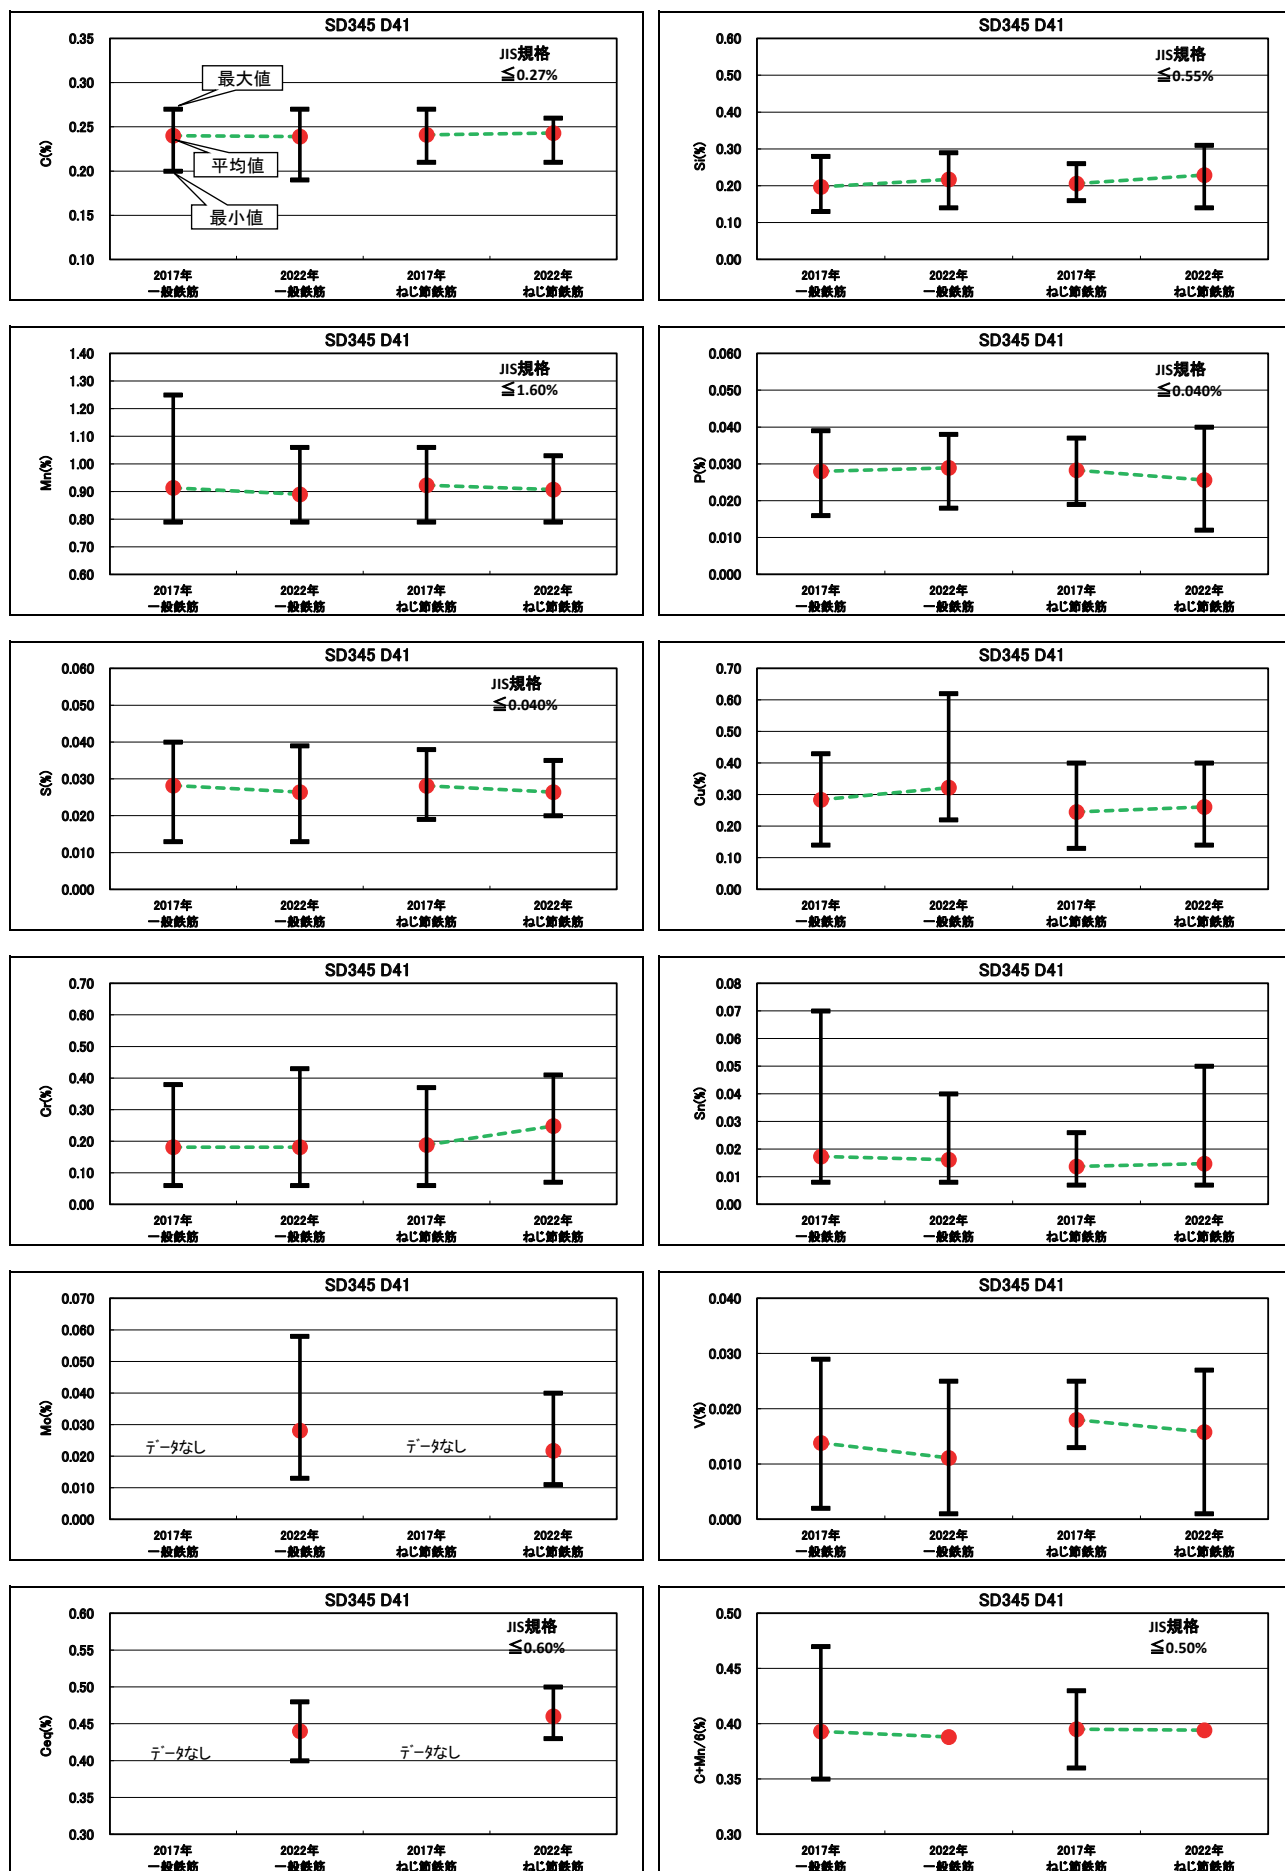 SD345 D41
JIS規格
≦0.27%
0.35
0.30
0.25
0.20
0.15
0.10
C(%)
最大値
平均値
最小値
2017年
一般鉄筋
2022年
一般鉄筋
2017年
ねじ節鉄筋
2022年
ねじ節鉄筋
SD345 D41
JIS規格
≦0.55%
0.60
0.50
0.40
0.30
0.20
0.10
0.00
Si(%)
2017年
一般鉄筋
2022年
一般鉄筋
2017年
ねじ節鉄筋
2022年
ねじ節鉄筋
SD345 D41
JIS規格
≦1.60%
1.40
1.30
1.20
1.10
1.00
0.90
0.80
0.70
0.60
Mn(%)
2017年
一般鉄筋
2022年
一般鉄筋
2017年
ねじ節鉄筋
2022年
ねじ節鉄筋
SD345 D41
JIS規格
≦0.040%
0.060
0.050
0.040
0.030
0.020
0.010
0.000
P(%)
2017年
一般鉄筋
2022年
一般鉄筋
2017年
ねじ節鉄筋
2022年
ねじ節鉄筋
SD345 D41
JIS規格
≦0.040%
0.060
0.050
0.040
0.030
0.020
0.010
0.000
S(%)
2017年
一般鉄筋
2022年
一般鉄筋
2017年
ねじ節鉄筋
2022年
ねじ節鉄筋
SD345 D41
0.70
0.60
0.50
0.40
0.30
0.20
0.10
0.00
Cu(%)
2017年
一般鉄筋
2022年
一般鉄筋
2017年
ねじ節鉄筋
2022年
ねじ節鉄筋
SD345 D41
0.70
0.60
0.50
0.40
0.30
0.20
0.10
0.00
Cr(%)
2017年
一般鉄筋
2022年
一般鉄筋
2017年
ねじ節鉄筋
2022年
ねじ節鉄筋
SD345 D41
0.08
0.07
0.06
0.05
0.04
0.03
0.02
0.01
0.00
Sn(%)
2017年
一般鉄筋
2022年
一般鉄筋
2017年
ねじ節鉄筋
2022年
ねじ節鉄筋
SD345 D41
0.070
0.060
0.050
0.040
0.030
0.020
0.010
0.000
Mo(%)
ﾃﾞｰﾀなし
ﾃﾞｰﾀなし
2017年
一般鉄筋
2022年
一般鉄筋
2017年
ねじ節鉄筋
2022年
ねじ節鉄筋
SD345 D41
0.040
0.030
0.020
0.010
0.000
V(%)
2017年
一般鉄筋
2022年
一般鉄筋
2017年
ねじ節鉄筋
2022年
ねじ節鉄筋
SD345 D41
JIS規格
≦0.60%
0.60
0.55
0.50
0.45
0.40
0.35
0.30
Ceq(%)
ﾃﾞｰﾀなし
ﾃﾞｰﾀなし
2017年
一般鉄筋
2022年
一般鉄筋
2017年
ねじ節鉄筋
2022年
ねじ節鉄筋
SD345 D41
JIS規格
≦0.50%
0.50
0.45
0.40
0.35
0.30
C+Mn/6(%)
2017年
一般鉄筋
2022年
一般鉄筋
2017年
ねじ節鉄筋
2022年
ねじ節鉄筋